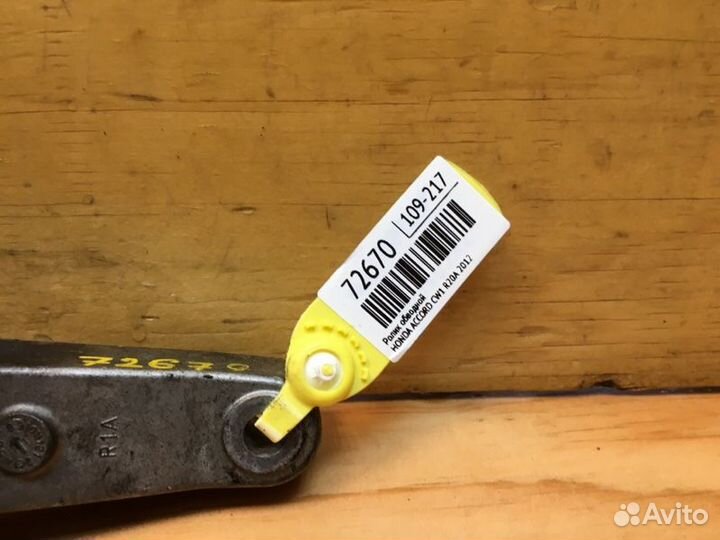 72670
109-217
Ролик обводной
HONDA ACCORD CW1 R20A 2012
72670
R1A
Avito